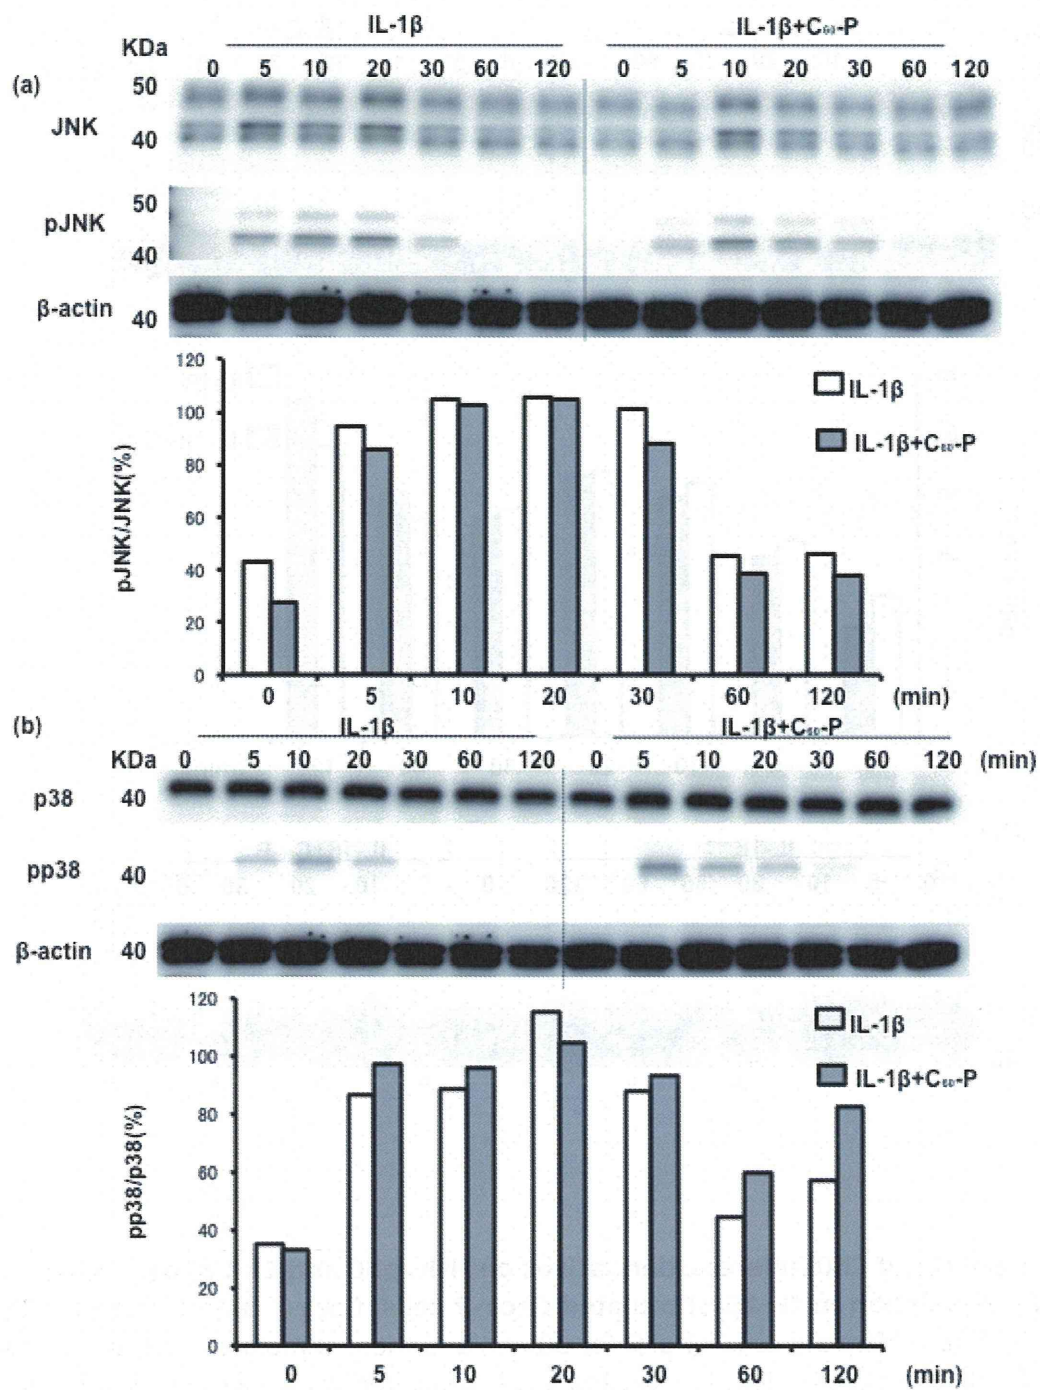 IL-1β IL-1β+C₆₀-P
KDa 0 5 10 20 30 60 120 0 5 10 20 30 60 120
(a) 50
JNK 40
50
pJNK
40
β-actin 40
120
100
80
60
40
20
0
pJNK/JNK(%)
IL-1β
IL-1β+C₆₀-P
0 5 10 20 30 60 120 (min)
(b) IL-1β IL-1β+C₆₀-P
KDa 0 5 10 20 30 60 120 0 5 10 20 30 60 120 (min)
p38 40
pp38 40
β-actin 40
120
100
80
60
40
20
0
pp38/p38(%)
IL-1β
IL-1β+C₆₀-P
0 5 10 20 30 60 120 (min)